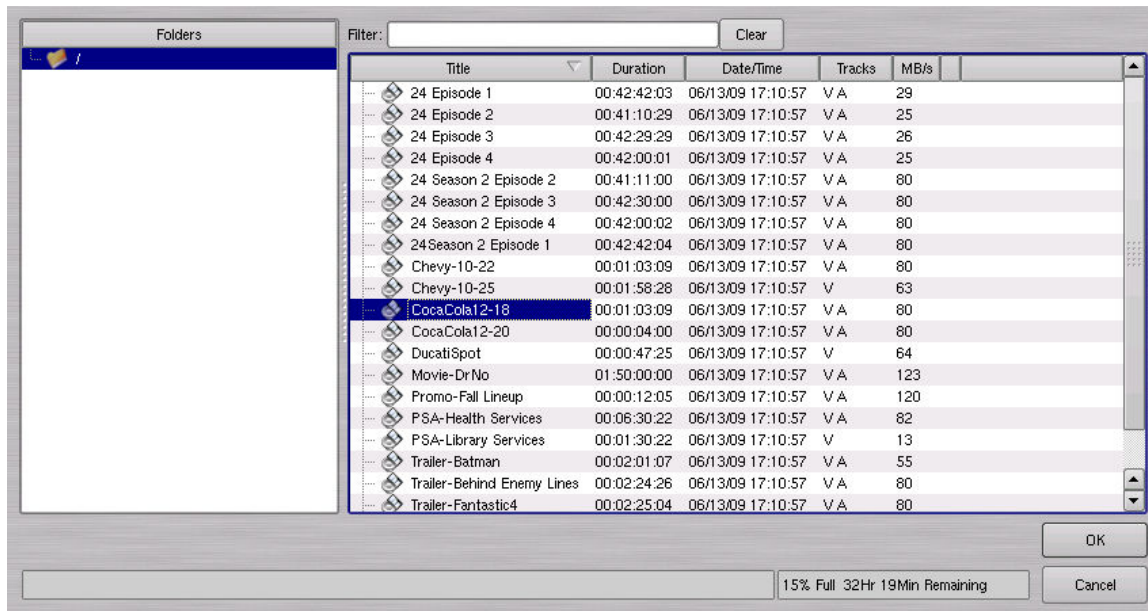 Folders
Filter: Clear
/
Title Duration Date/Time Tracks MB/s
24 Episode 1 00:42:42:03 06/13/09 17:10:57 V A 29
24 Episode 2 00:41:10:29 06/13/09 17:10:57 V A 25
24 Episode 3 00:42:29:29 06/13/09 17:10:57 V A 26
24 Episode 4 00:42:00:01 06/13/09 17:10:57 V A 25
24 Season 2 Episode 2 00:41:11:00 06/13/09 17:10:57 V A 80
24 Season 2 Episode 3 00:42:30:00 06/13/09 17:10:57 V A 80
24 Season 2 Episode 4 00:42:00:02 06/13/09 17:10:57 V A 80
24Season 2 Episode 1 00:42:42:04 06/13/09 17:10:57 V A 80
Chevy-10-22 00:01:03:09 06/13/09 17:10:57 V A 80
Chevy-10-25 00:01:58:28 06/13/09 17:10:57 V 63
CocaCola12-18 00:01:03:09 06/13/09 17:10:57 V A 80
CocaCola12-20 00:00:04:00 06/13/09 17:10:57 V A 80
DucatiSpot 00:00:47:25 06/13/09 17:10:57 V 64
Movie-DrNo 01:50:00:00 06/13/09 17:10:57 V A 123
Promo-Fall Lineup 00:00:12:05 06/13/09 17:10:57 V A 120
PSA-Health Services 00:06:30:22 06/13/09 17:10:57 V A 82
PSA-Library Services 00:01:30:22 06/13/09 17:10:57 V 13
Trailer-Batman 00:02:01:07 06/13/09 17:10:57 V A 55
Trailer-Behind Enemy Lines 00:02:24:26 06/13/09 17:10:57 V A 80
Trailer-Fantastic4 00:02:25:04 06/13/09 17:10:57 V A 80
OK
15% Full 32Hr 19Min Remaining Cancel